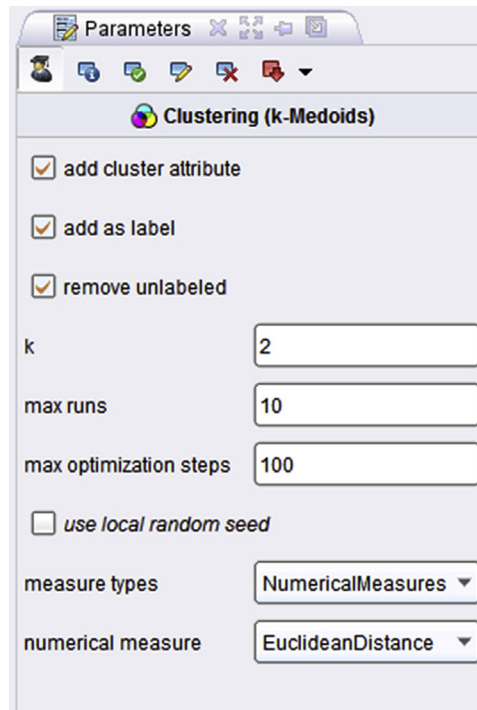 Parameters
Clustering (k-Medoids)
add cluster attribute
add as label
remove unlabeled
k 2
max runs 10
max optimization steps 100
use local random seed
measure types NumericalMeasures
numerical measure EuclideanDistance